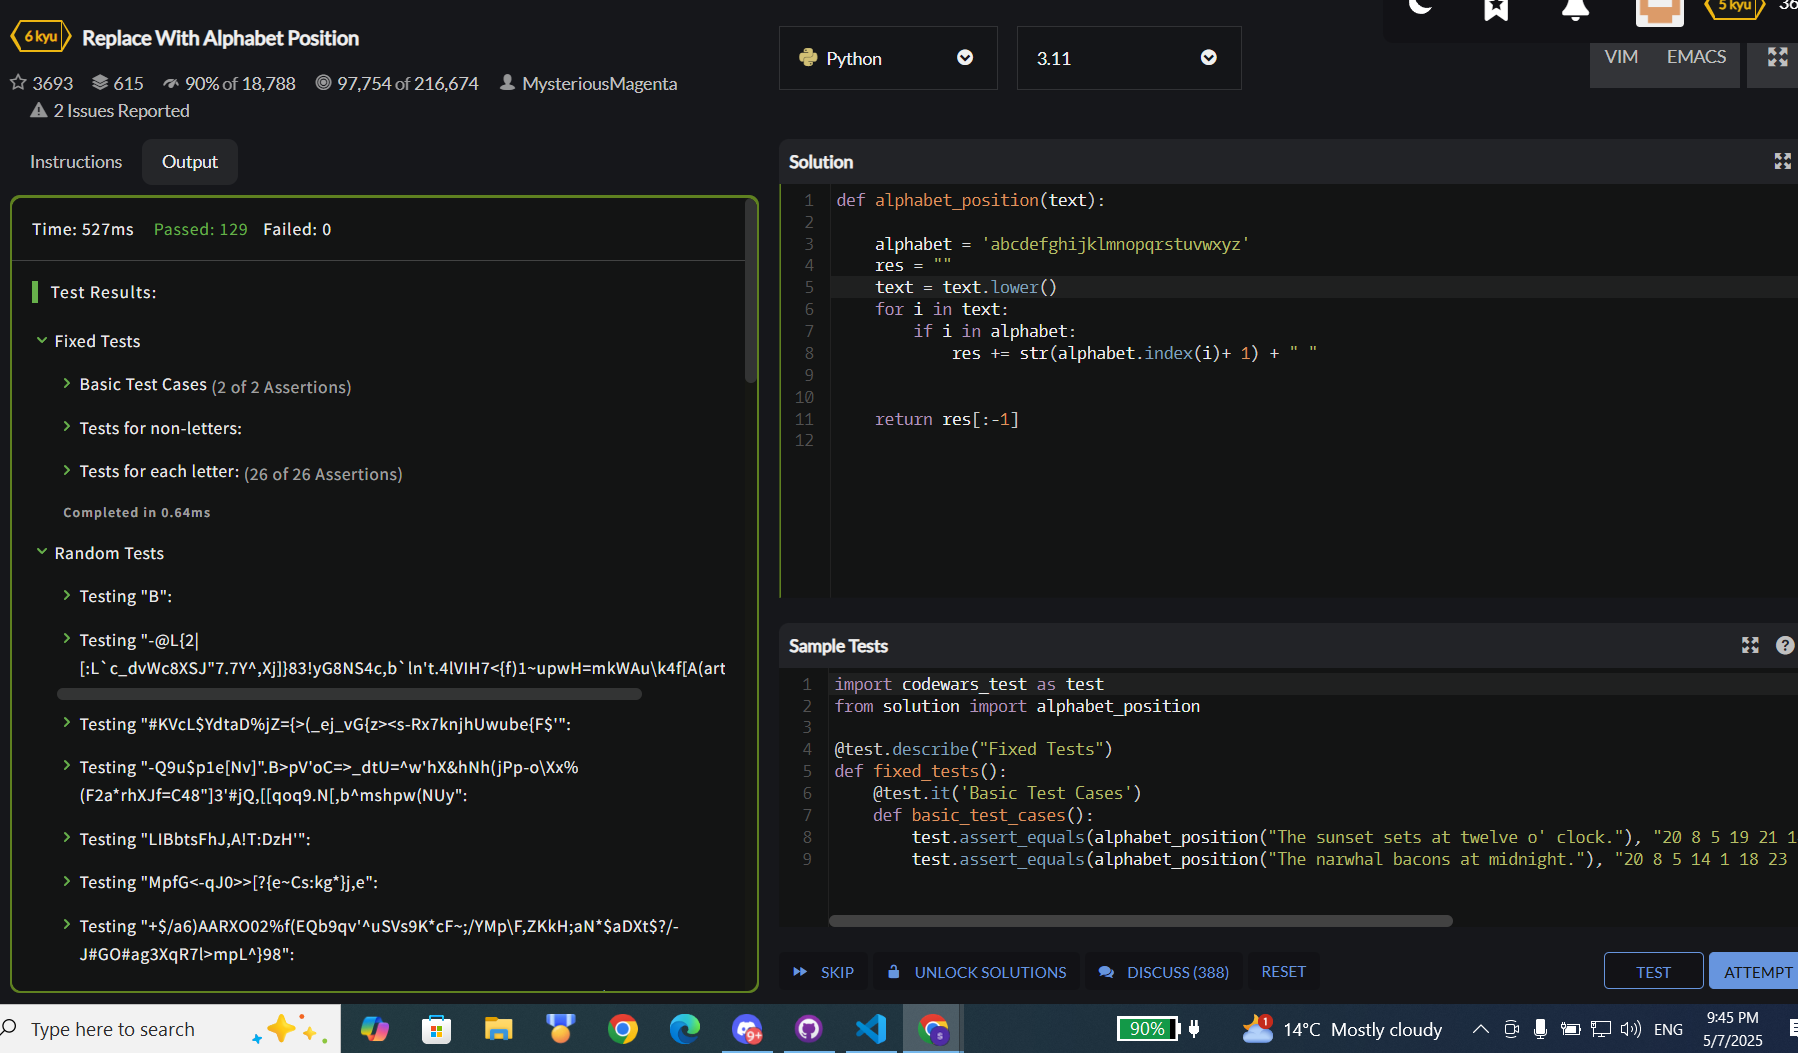 6 kyu
Replace With Alphabet Position
3693 615 90% of 18,788 97,754 of 216,674 MysteriousMagenta
2 Issues Reported
Instructions Output
Time: 527ms Passed: 129 Failed: 0
Test Results:
Fixed Tests
Basic Test Cases (2 of 2 Assertions)
Tests for non-letters:
Tests for each letter: (26 of 26 Assertions)
Completed in 0.64ms
Random Tests
Testing "B":
Testing "-@L{2|
[:L`c_dvWc8XSJ"7.7Y^,Xj]}83!yG8NS4c,b`ln't.4lVIH7<{f)1~upwH=mkWAu\k4f[A(art
Testing "#KVcL$YdtaD%jZ={>(_ej_vG{z><s-Rx7knjhUwube{F$'":
Testing "-Q9u$p1e[Nv]".B>pV'oC=>_dtU=^w'hX&hNh(jPp-o\Xx%
(F2a*rhXJf=C48"]3'#jQ,[[qoq9.N[,b^mshpw(NUy":
Testing "LIBbtsFhJ,A!T:DzH'":
Testing "MpfG<-qJ0>>[?{e~Cs:kg*}j,e":
Testing "+$/a6)AARXO02%f(EQb9qv'^uSVs9K*cF~;/YMp\F,ZKkH;aN*$aDXt$?/-
J#GO#ag3XqR7l>mpL^}98":
Python
3.11
5 kyu
VIM EMACS
Solution
1 def alphabet_position(text):
2
3 alphabet = 'abcdefghijklmnopqrstuvwxyz'
4 res = ""
5 text = text.lower()
6 for i in text:
7 if i in alphabet:
8 res += str(alphabet.index(i)+ 1) + " "
9
10
11 return res[:-1]
12
Sample Tests
1 import codewars_test as test
2 from solution import alphabet_position
3
4 @test.describe("Fixed Tests")
5 def fixed_tests():
6 @test.it('Basic Test Cases')
7 def basic_test_cases():
8 test.assert_equals(alphabet_position("The sunset sets at twelve o' clock."), "20 8 5 19 21 1
9 test.assert_equals(alphabet_position("The narwhal bacons at midnight."), "20 8 5 14 1 18 23
SKIP UNLOCK SOLUTIONS DISCUSS (388) RESET TEST ATTEMPT
Type here to search
9+
90%
1
14°C Mostly cloudy
ENG
9:45 PM
5/7/2025